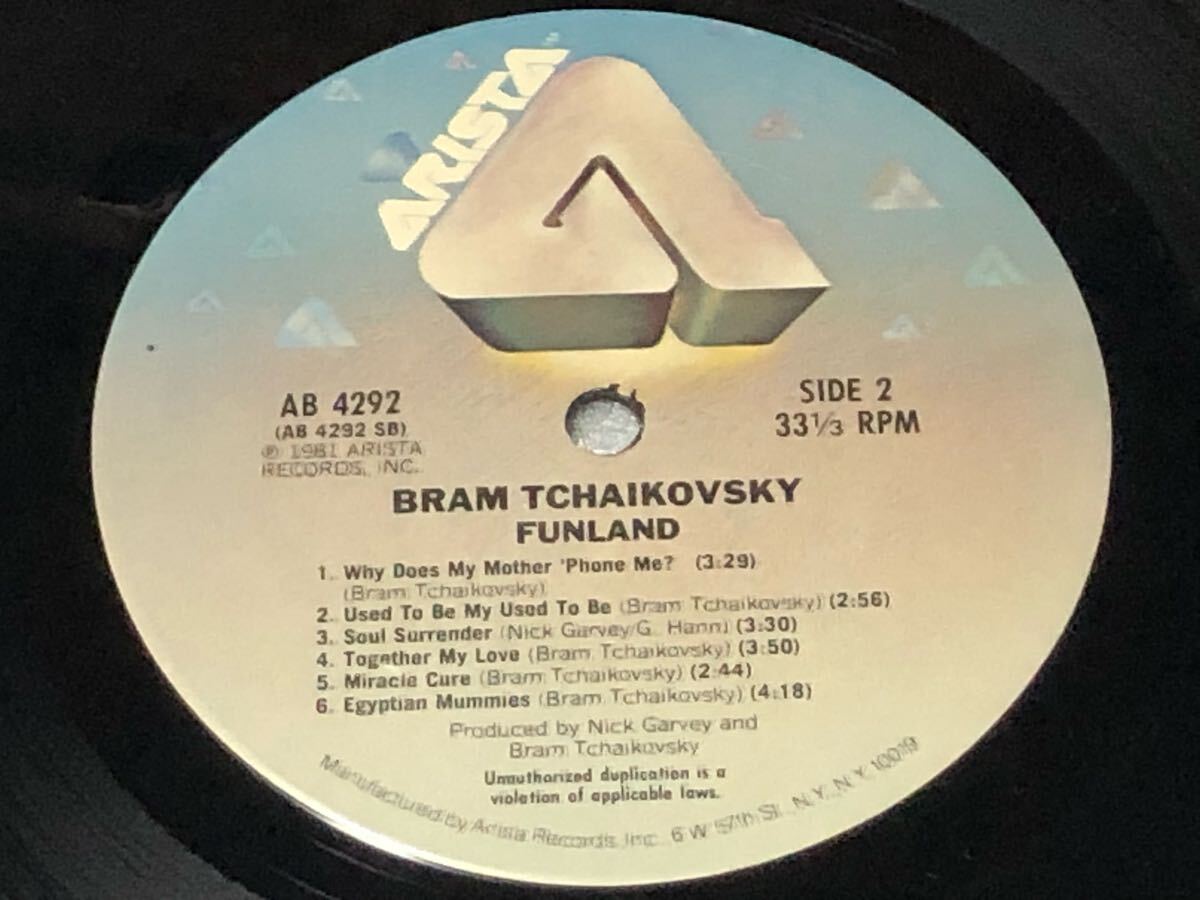 ARISTA
AB 4292
(AB 4292 SB)
℗ 1981 ARISTA
RECORDS, INC.
SIDE 2
33 1/3 RPM
BRAM TCHAIKOVSKY
FUNLAND
1. Why Does My Mother 'Phone Me? (3:29)
(Bram Tchaikovsky)
2. Used To Be My Used To Be (Bram Tchaikovsky) (2:56)
3. Soul Surrender (Nick Garvey/G. Hann) (3:30)
4. Together My Love (Bram Tchaikovsky) (3:50)
5. Miracle Cure (Bram Tchaikovsky) (2:44)
6. Egyptian Mummies (Bram Tchaikovsky) (4:18)
Produced by Nick Garvey and
Bram Tchaikovsky
Unauthorized duplication is a
violation of applicable laws.
Manufactured by Arista Records, Inc. 6 W. 57th St., N.Y., N.Y. 10019